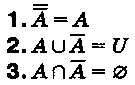 1. A̿ = A
2. A ∪ A̅ = U
3. A ∩ A̅ = ∅